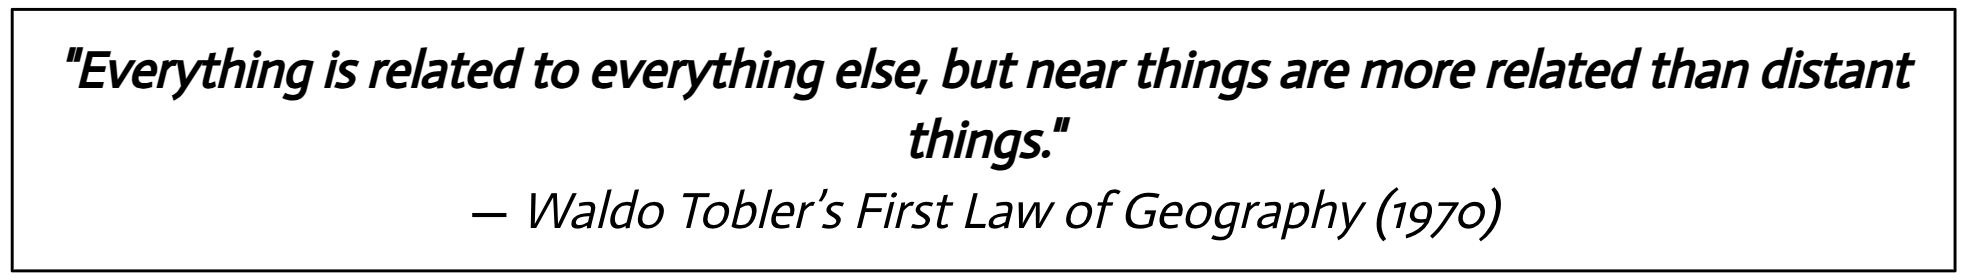 "Everything is related to everything else, but near things are more related than distant
things."
— Waldo Tobler’s First Law of Geography (1970)